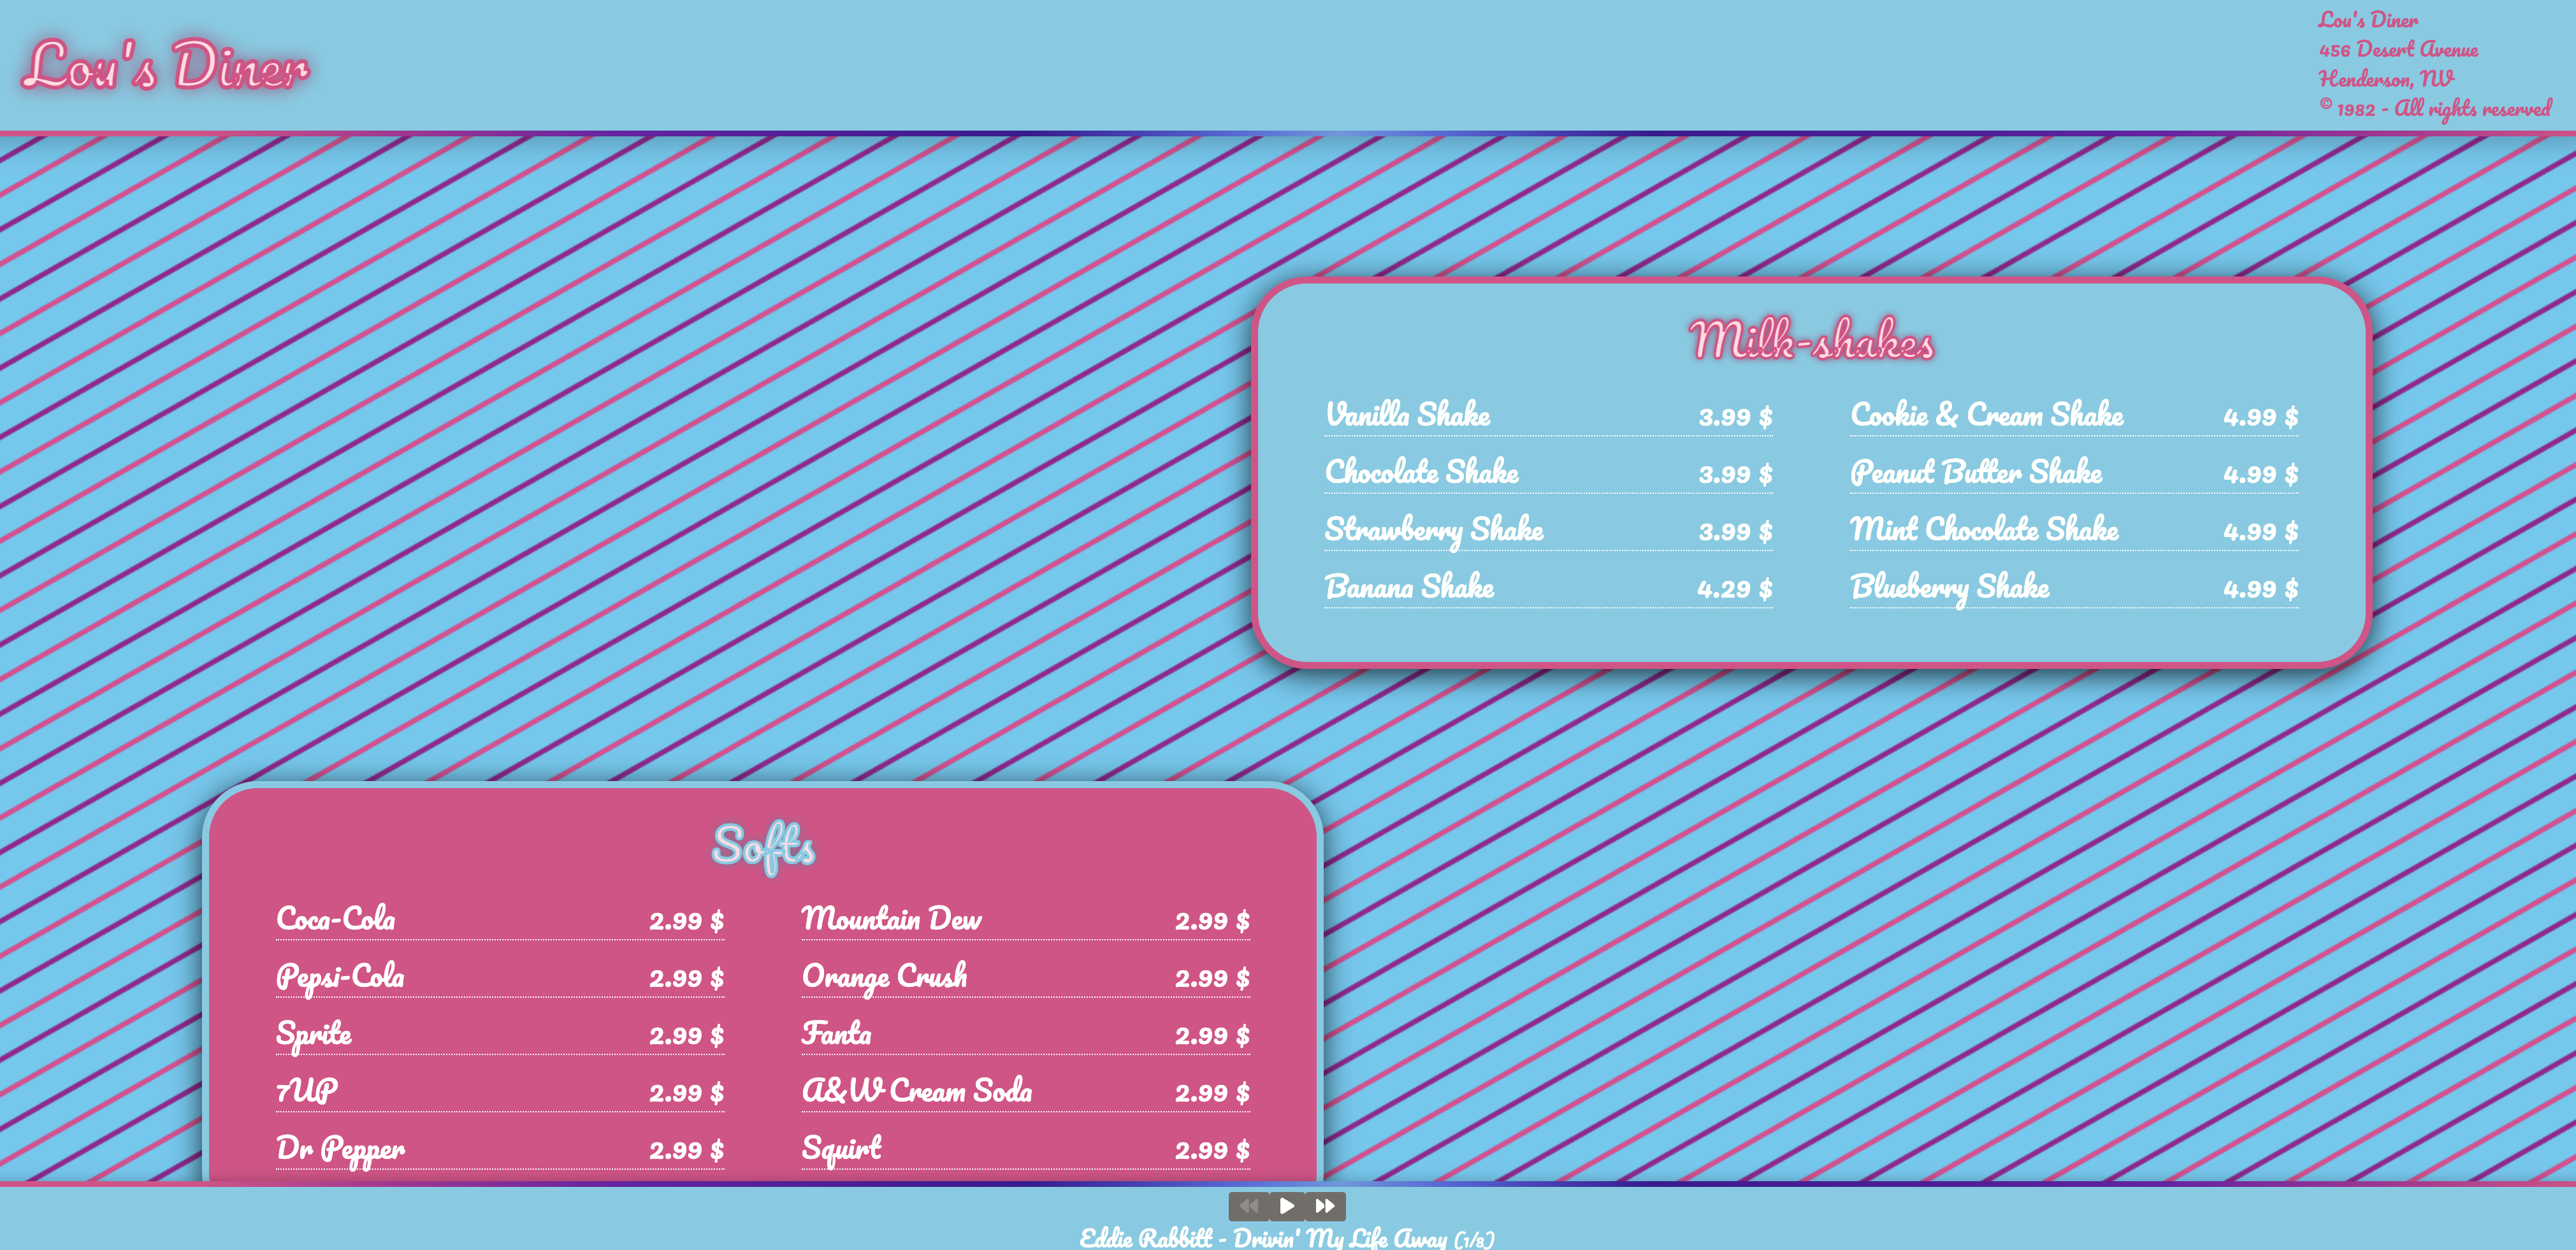 Lou's Diner
Lou's Diner
456 Desert Avenue
Henderson, NV
© 1982 - All rights reserved
Milk-shakes
Vanilla Shake 3.99 $
Chocolate Shake 3.99 $
Strawberry Shake 3.99 $
Banana Shake 4.29 $
Cookie & Cream Shake 4.99 $
Peanut Butter Shake 4.99 $
Mint Chocolate Shake 4.99 $
Blueberry Shake 4.99 $
Softs
Coca-Cola 2.99 $
Pepsi-Cola 2.99 $
Sprite 2.99 $
7UP 2.99 $
Dr Pepper 2.99 $
Mountain Dew 2.99 $
Orange Crush 2.99 $
Fanta 2.99 $
A&W Cream Soda 2.99 $
Squirt 2.99 $
Eddie Rabbitt - Drivin' My Life Away (1/8)